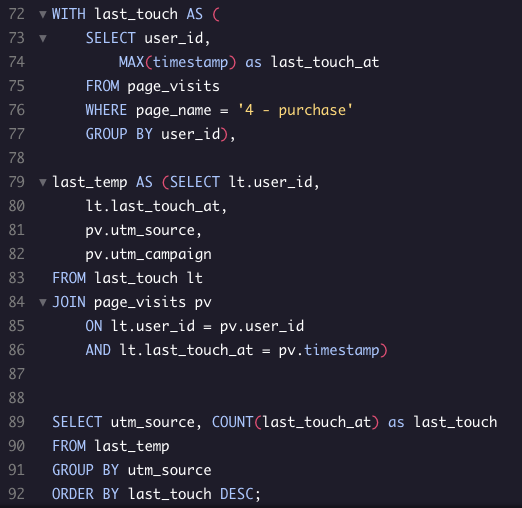 72 WITH last_touch AS (
73     SELECT user_id,
74         MAX(timestamp) as last_touch_at
75     FROM page_visits
76     WHERE page_name = '4 - purchase'
77     GROUP BY user_id),
78
79 last_temp AS (SELECT lt.user_id,
80     lt.last_touch_at,
81     pv.utm_source,
82     pv.utm_campaign
83 FROM last_touch lt
84 JOIN page_visits pv
85     ON lt.user_id = pv.user_id
86     AND lt.last_touch_at = pv.timestamp)
87
88
89 SELECT utm_source, COUNT(last_touch_at) as last_touch
90 FROM last_temp
91 GROUP BY utm_source
92 ORDER BY last_touch DESC;